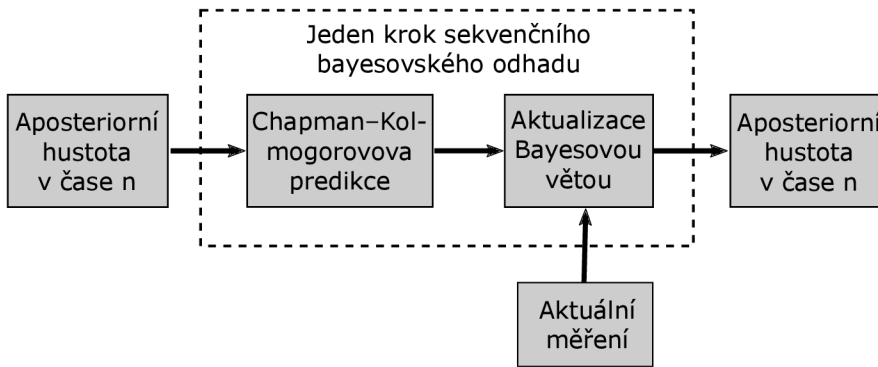 Jeden krok sekvenčního
bayesovského odhadu
Aposteriorní
hustota
v čase n
Chapman–Kol-
mogorovova
predikce
Aktualizace
Bayesovou
větou
Aposteriorní
hustota
v čase n
Aktuální
měření